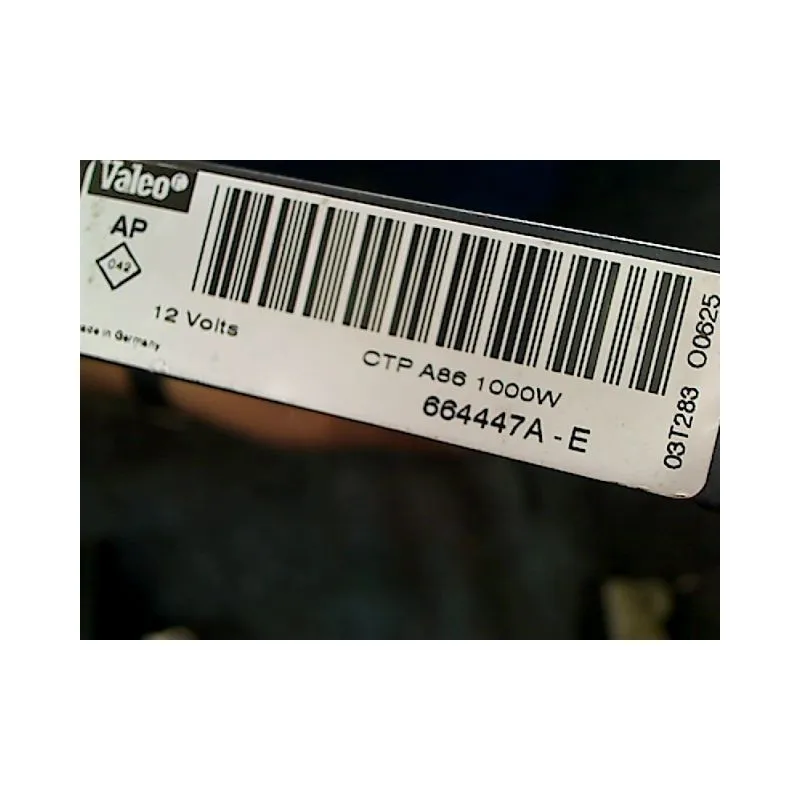 Valeo®
AP
042
12 Volts
ade in Germany
CTP A86 1000W
664447A - E
03T283 O0625